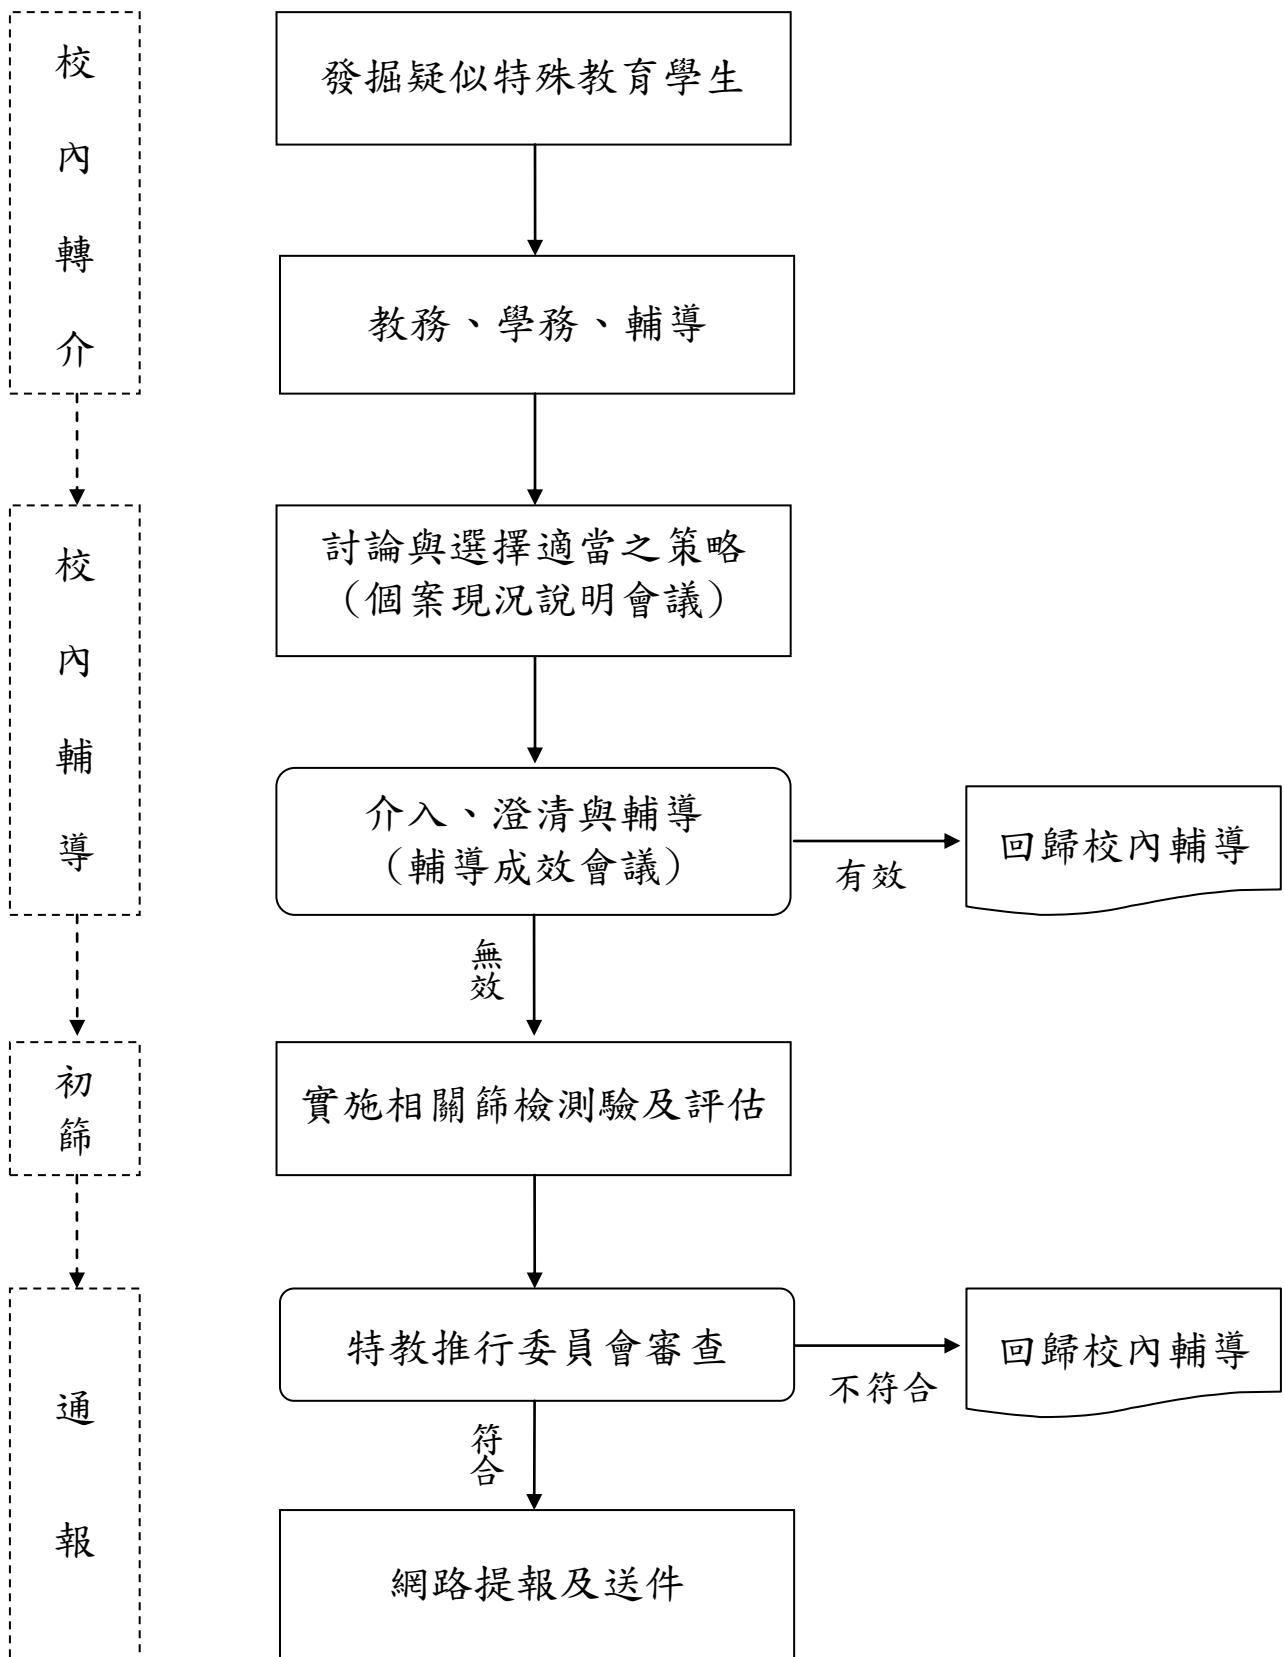 校內轉介
發掘疑似特殊教育學生
教務、學務、輔導
校內輔導
討論與選擇適當之策略
（個案現況說明會議）
介入、澄清與輔導
（輔導成效會議）
有效
回歸校內輔導
無效
初篩
實施相關篩檢測驗及評估
通報
特教推行委員會審查
不符合
回歸校內輔導
符合
網路提報及送件